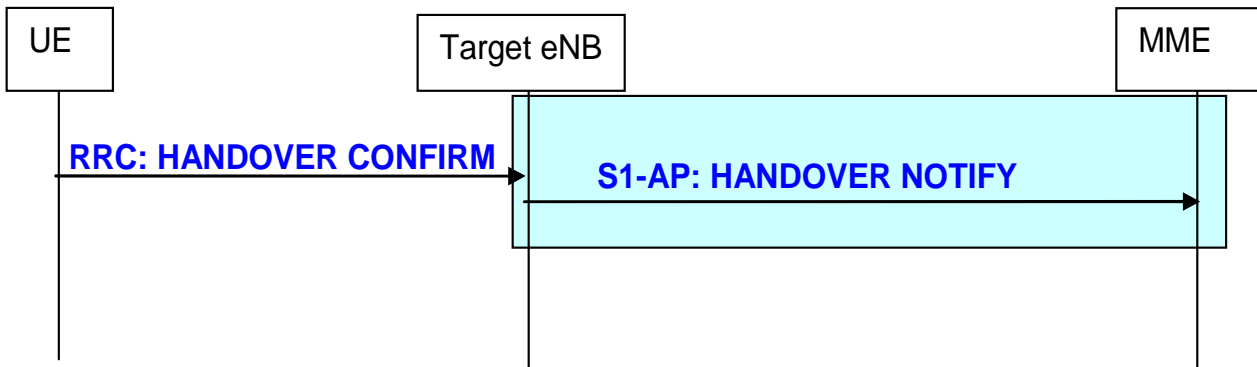 UE
Target eNB
MME
RRC: HANDOVER CONFIRM
S1-AP: HANDOVER NOTIFY